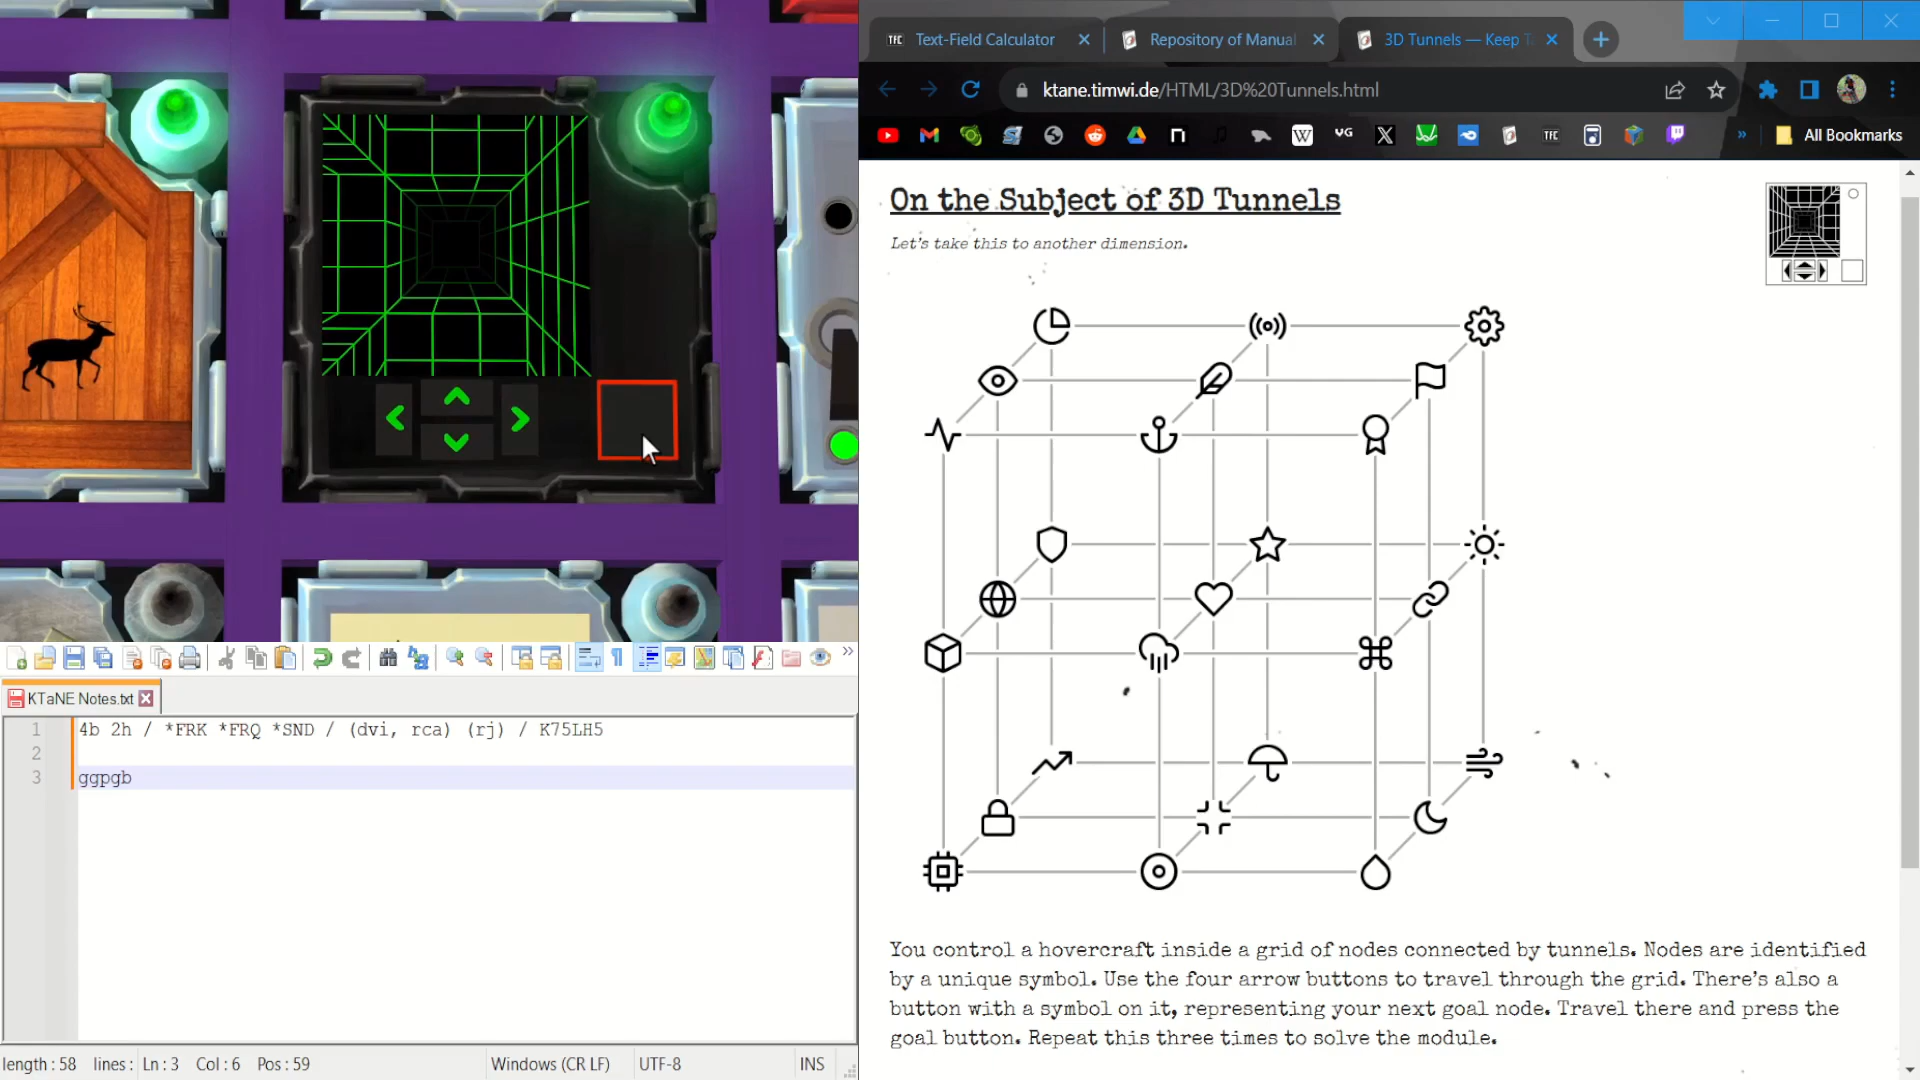 TFC Text-Field Calculator
Repository of Manual
3D Tunnels — Keep T
ktane.timwi.de/HTML/3D%20Tunnels.html
W
VG
TFC
»
All Bookmarks
On the Subject of 3D Tunnels
Let's take this to another dimension.
You control a hovercraft inside a grid of nodes connected by tunnels. Nodes are identified
by a unique symbol. Use the four arrow buttons to travel through the grid. There's also a
button with a symbol on it, representing your next goal node. Travel there and press the
goal button. Repeat this three times to solve the module.
KTaNE Notes.txt
1 4b 2h / *FRK *FRQ *SND / (dvi, rca) (rj) / K75LH5
2
3 ggpgb
length : 58 lines : Ln : 3 Col : 6 Pos : 59 Windows (CR LF) UTF-8 INS